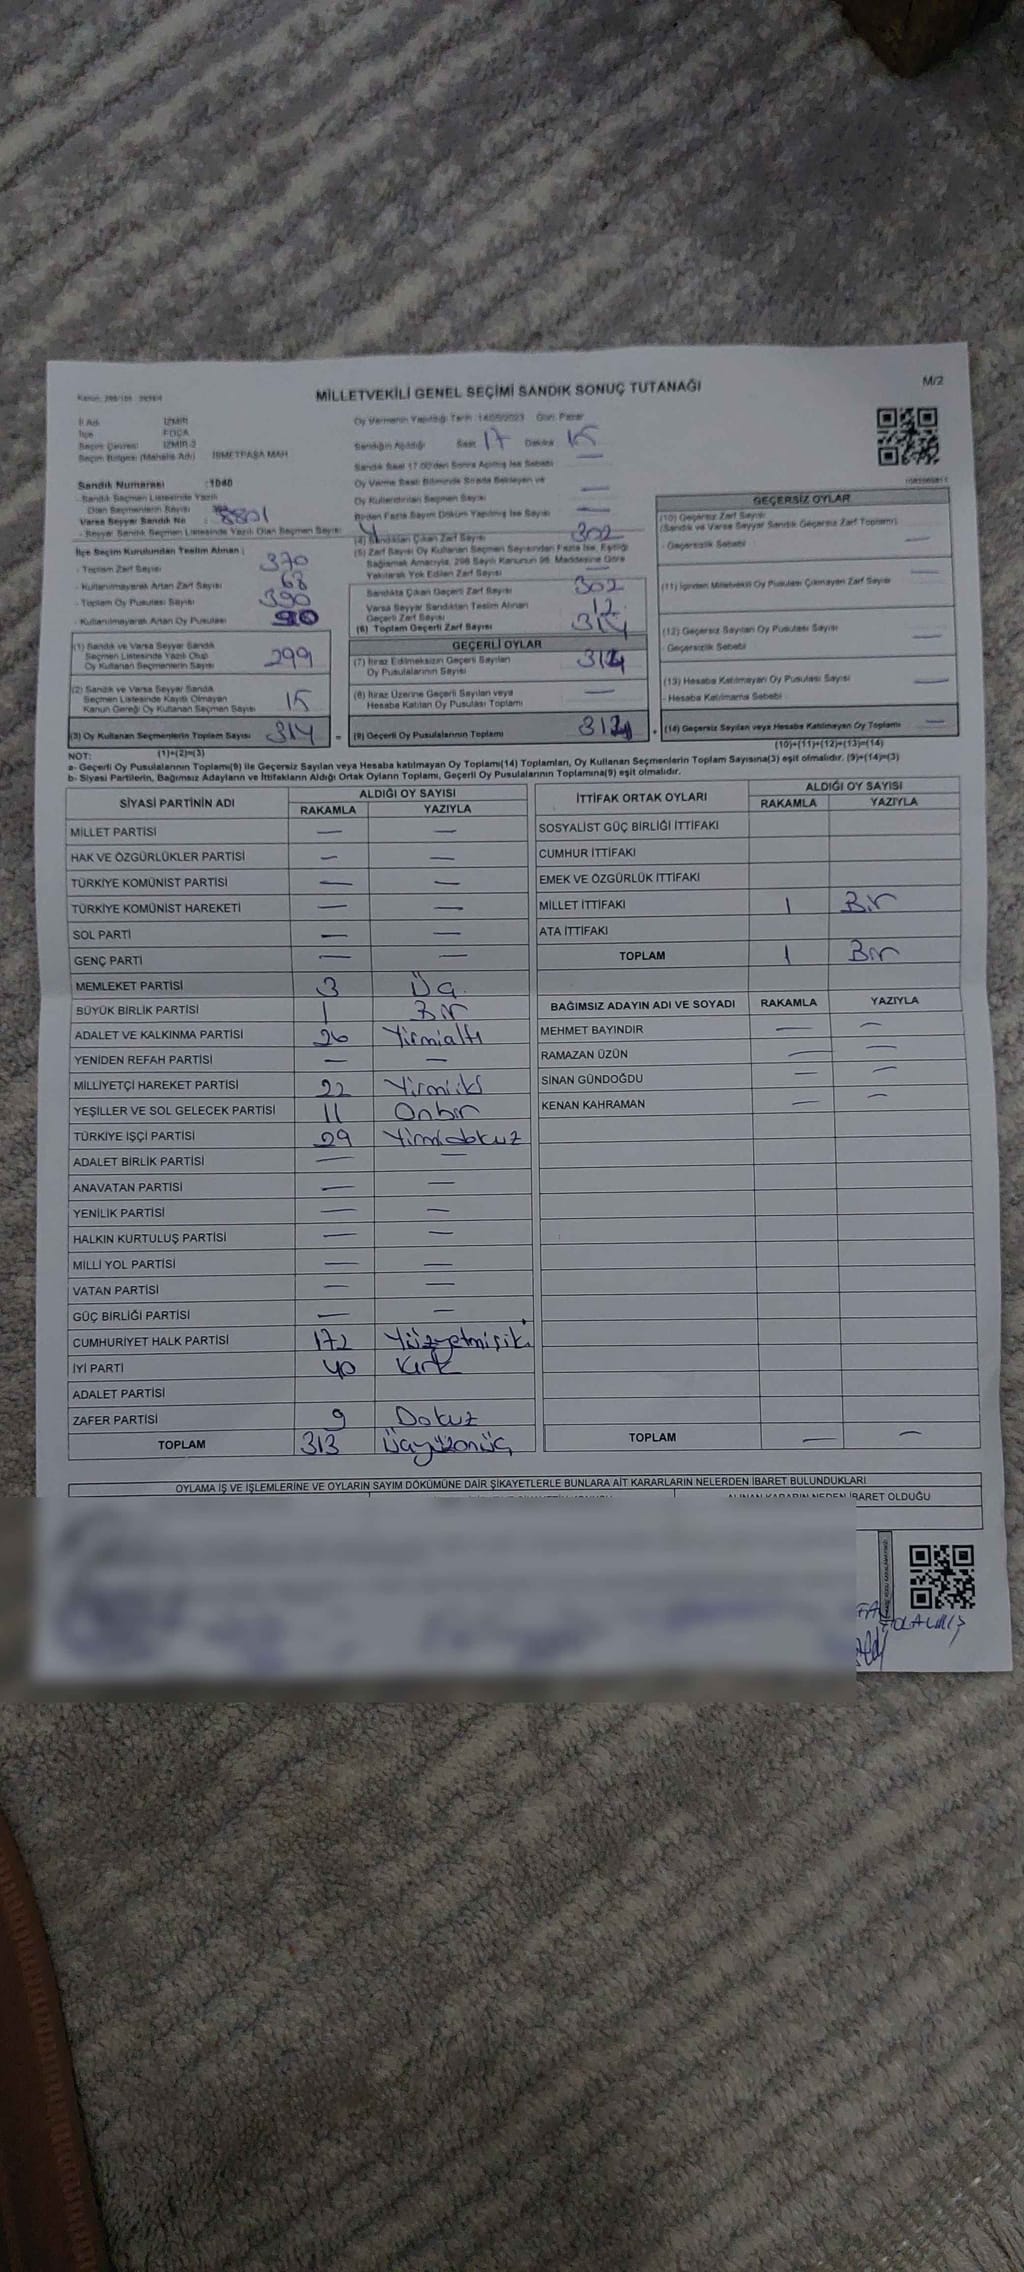 MİLLETVEKİLİ GENEL SEÇİMİ SANDIK SONUÇ TUTANAĞI
M/2
İli Adı İZMİR
İlçe FOÇA
Seçim Çevresi İZMİR-2
Seçim Bölgesi (Mahalle Adı) İSMETPAŞA MAH
Sandık Numarası :1040
- Sandık Seçmen Listesinde Yazılı
Olan Seçmenlerin Sayısı
Varsa Seyyar Sandık No : 8801
- Seyyar Sandık Seçmen Listesinde Yazılı Olan Seçmen Sayısı
Oy Vermenin Yapıldığı Tarih : 14/05/2023 Gün: Pazar
Sandığın Açıldığı Saat 17 Dakika 15
Sandık Saat 17.00'den Sonra Açılmış İse Sebebi —
Oy Verme Saati Bitiminde Sırada Bekleyen ve
Oy Kullandırılan Seçmen Sayısı —
Birden Fazla Sayım Döküm Yapılmış İse Sayısı —
İlçe Seçim Kurulundan Teslim Alınan :
- Toplam Zarf Sayısı 370
- Kullanılmayarak Artan Zarf Sayısı 68
- Toplam Oy Pusulası Sayısı 390
- Kullanılmayarak Artan Oy Pusulası
(4) Sandıktan Çıkan Zarf Sayısı 302
(5) Zarf Sayısı Oy Kullanan Seçmen Sayısından Fazla İse, Eşitliği
Sağlamak Amacıyla, 298 Sayılı Kanunun 98. Maddesine Göre
Yakılarak Yok Edilen Zarf Sayısı —
Sandıkta Çıkan Geçerli Zarf Sayısı 302
Varsa Seyyar Sandıktan Teslim Alınan
Geçerli Zarf Sayısı 12
(6) Toplam Geçerli Zarf Sayısı 314
(1) Sandık ve Varsa Seyyar Sandık
Seçmen Listesinde Yazılı Olup
Oy Kullanan Seçmenlerin Sayısı 299
(2) Sandık ve Varsa Seyyar Sandık
Seçmen Listesinde Kayıtlı Olmayan
Kanun Gereği Oy Kullanan Seçmen Sayısı 15
(3) Oy Kullanan Seçmenlerin Toplam Sayısı 314 =
(1)+(2)=(3)
GEÇERLİ OYLAR
(7) İtiraz Edilmeksizin Geçerli Sayılan
Oy Pusulalarının Sayısı 314
(8) İtiraz Üzerine Geçerli Sayılan veya
Hesaba Katılan Oy Pusulası Toplamı —
(9) Geçerli Oy Pusulalarının Toplamı 314 +
GEÇERSİZ OYLAR
(10) Geçersiz Zarf Sayısı
(Sandık ve Varsa Seyyar Sandık Geçersiz Zarf Toplamı)
- Geçersizlik Sebebi —
(11) İçinden Milletvekili Oy Pusulası Çıkmayan Zarf Sayısı —
(12) Geçersiz Sayılan Oy Pusulası Sayısı
- Geçersizlik Sebebi —
(13) Hesaba Katılmayan Oy Pusulası Sayısı —
- Hesaba Katılmama Sebebi
(14) Geçersiz Sayılan veya Hesaba Katılmayan Oy Toplamı —
(10)+(11)+(12)+(13)=(14)
NOT:
a- Geçerli Oy Pusulalarının Toplamı(9) ile Geçersiz Sayılan veya Hesaba katılmayan Oy Toplamı(14) Toplamları, Oy Kullanan Seçmenlerin Toplam Sayısına(3) eşit olmalıdır. (9)+(14)=(3)
b- Siyasi Partilerin, Bağımsız Adayların ve İttifakların Aldığı Ortak Oyların Toplamı, Geçerli Oy Pusulalarının Toplamına(9) eşit olmalıdır.
SİYASİ PARTİNİN ADI ALDIĞI OY SAYISI
RAKAMLA YAZIYLA
MİLLET PARTİSİ — —
HAK VE ÖZGÜRLÜKLER PARTİSİ — —
TÜRKİYE KOMÜNİST PARTİSİ — —
TÜRKİYE KOMÜNİST HAREKETİ — —
SOL PARTİ — —
GENÇ PARTİ — —
MEMLEKET PARTİSİ 3 Üç
BÜYÜK BİRLİK PARTİSİ 1 Bir
ADALET VE KALKINMA PARTİSİ 26 Yirmialtı
YENİDEN REFAH PARTİSİ — —
MİLLİYETÇİ HAREKET PARTİSİ 22 Yirmiiki
YEŞİLLER VE SOL GELECEK PARTİSİ 11 Onbir
TÜRKİYE İŞÇİ PARTİSİ 29 Yirmidokuz
ADALET BİRLİK PARTİSİ — —
ANAVATAN PARTİSİ — —
YENİLİK PARTİSİ — —
HALKIN KURTULUŞ PARTİSİ — —
MİLLİ YOL PARTİSİ — —
VATAN PARTİSİ — —
GÜÇ BİRLİĞİ PARTİSİ — —
CUMHURİYET HALK PARTİSİ 172 Yüzyetmişiki
İYİ PARTİ 40 Kırk
ADALET PARTİSİ
ZAFER PARTİSİ 9 Dokuz
TOPLAM 313 Üçyüzonüç
İTTİFAK ORTAK OYLARI ALDIĞI OY SAYISI
RAKAMLA YAZIYLA
SOSYALİST GÜÇ BİRLİĞİ İTTİFAKI
CUMHUR İTTİFAKI
EMEK VE ÖZGÜRLÜK İTTİFAKI
MİLLET İTTİFAKI 1 Bir
ATA İTTİFAKI
TOPLAM 1 Bir
BAĞIMSIZ ADAYIN ADI VE SOYADI RAKAMLA YAZIYLA
MEHMET BAYINDIR — —
RAMAZAN ÜZÜN — —
SİNAN GÜNDOĞDU — —
KENAN KAHRAMAN — —
TOPLAM — —
OYLAMA İŞ VE İŞLEMLERİNE VE OYLARIN SAYIM DÖKÜMÜNE DAİR ŞİKAYETLERLE BUNLARA AİT KARARLARIN NELERDEN İBARET BULUNDUKLARI
ALINAN KARARIN NEDEN İBARET OLDUĞU